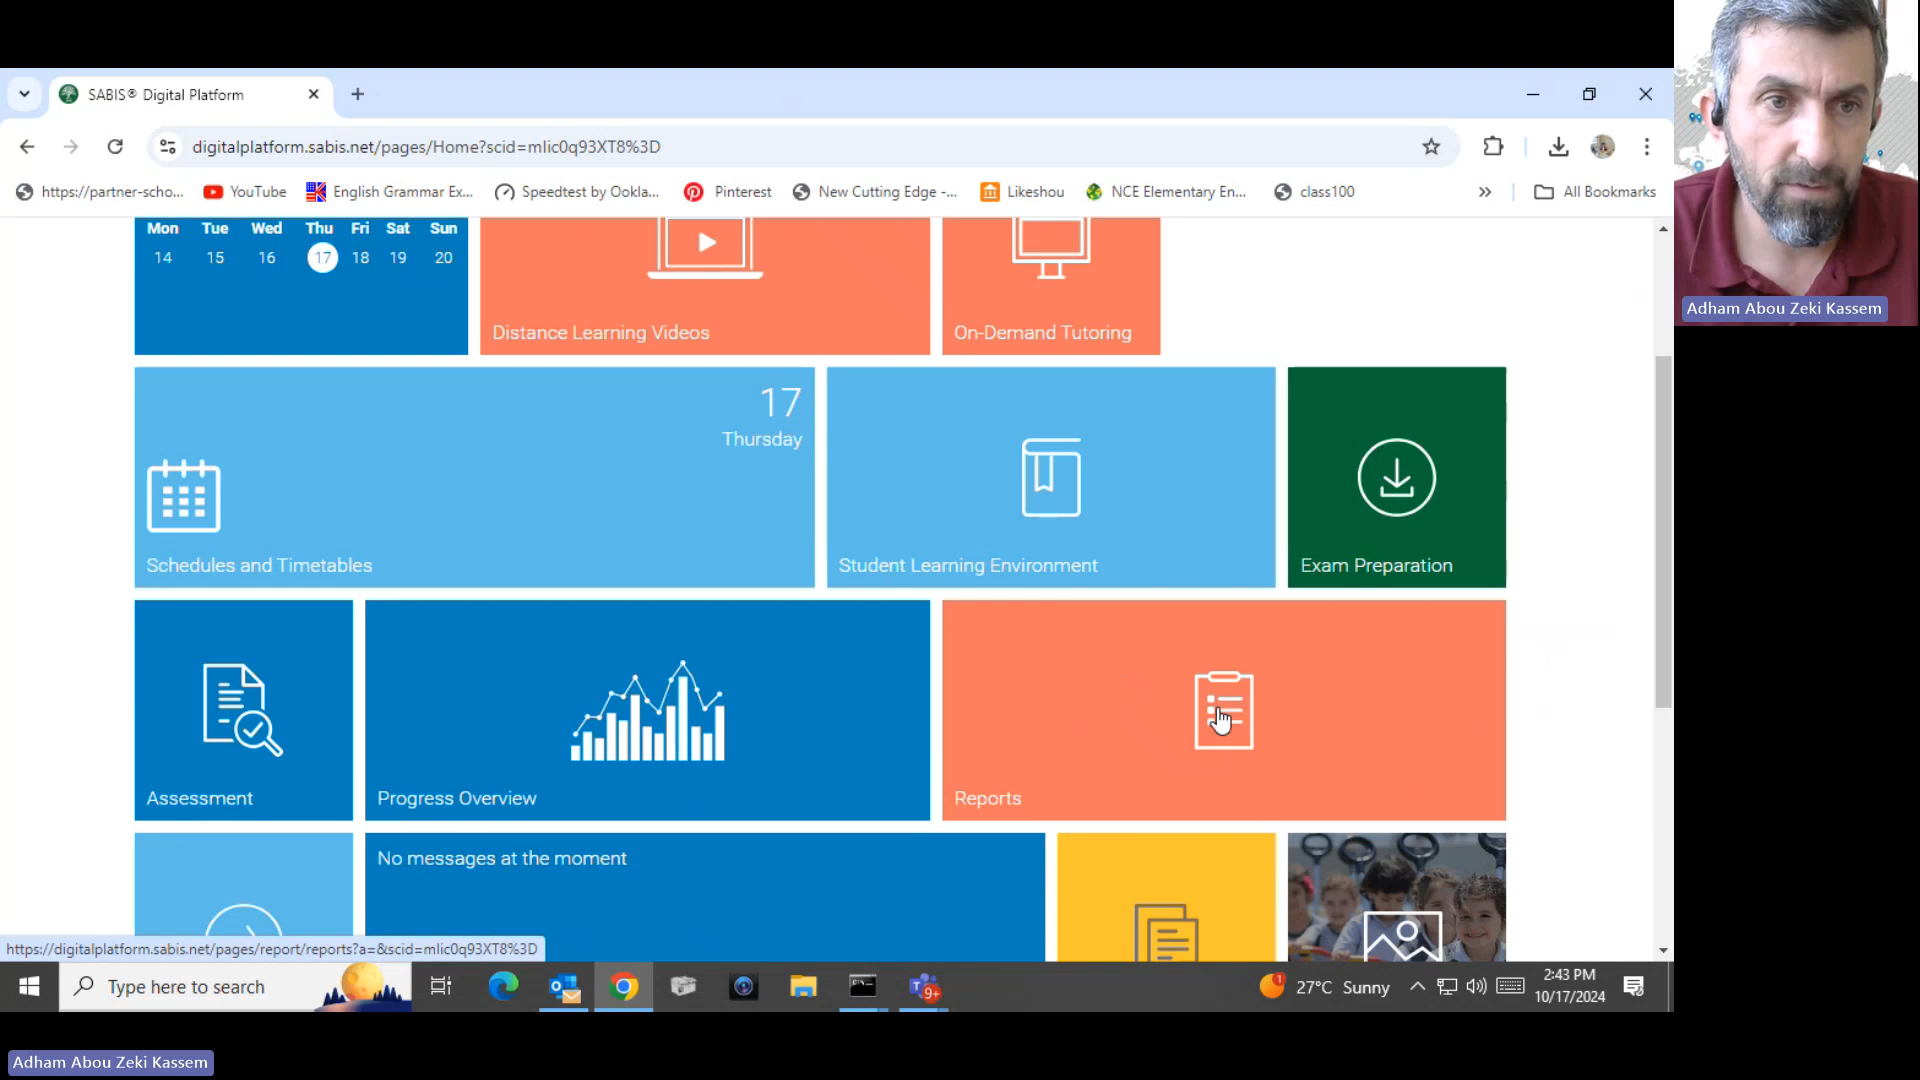 SABIS® Digital Platform
digitalplatform.sabis.net/pages/Home?scid=mlic0q93XT8%3D
https://partner-scho...
YouTube
English Grammar Ex...
Speedtest by Ookla...
Pinterest
New Cutting Edge -...
Likeshou
NCE Elementary En...
class100
»
All Bookmarks
Adham Abou Zeki Kassem
Mon Tue Wed Thu Fri Sat Sun
14 15 16 17 18 19 20
Distance Learning Videos
On-Demand Tutoring
17
Thursday
Schedules and Timetables
Student Learning Environment
Exam Preparation
Assessment
Progress Overview
Reports
No messages at the moment
https://digitalplatform.sabis.net/pages/report/reports?a=&scid=mlic0q93XT8%3D
Type here to search
9+
1
27°C Sunny
2:43 PM
10/17/2024
Adham Abou Zeki Kassem